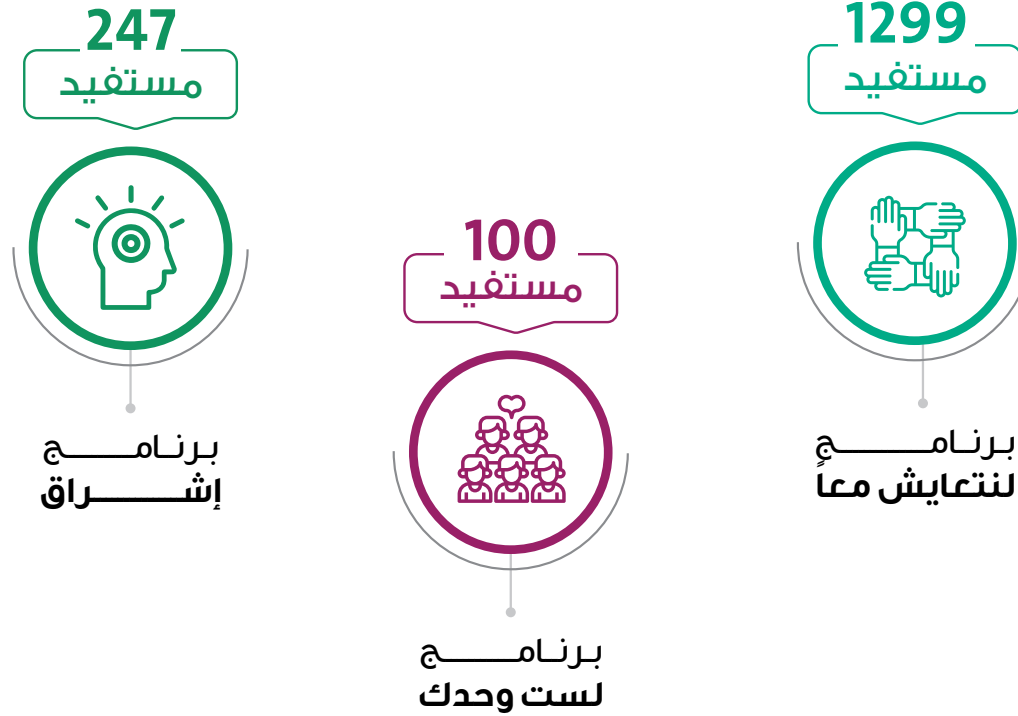 1299
مستفيد
برنامج
لنتعايش معاً
100
مستفيد
برنامج
لست وحدك
247
مستفيد
برنامج
إشراق